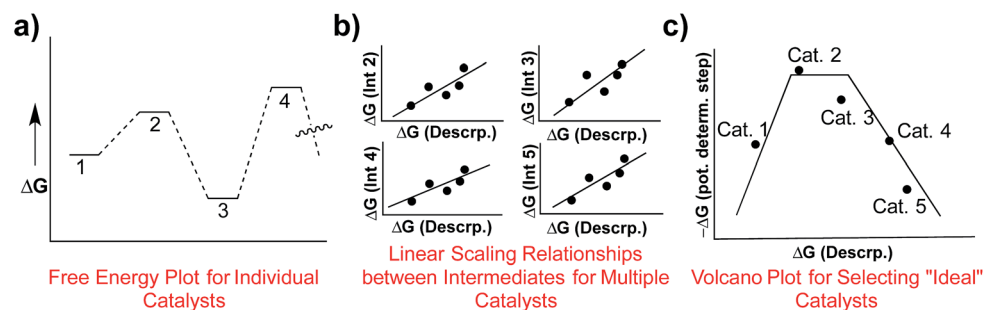 a)
ΔG
1
2
3
4
Free Energy Plot for Individual
Catalysts
b)
ΔG (Int 2)
ΔG (Descrp.)
ΔG (Int 3)
ΔG (Descrp.)
ΔG (Int 4)
ΔG (Descrp.)
ΔG (Int 5)
ΔG (Descrp.)
Linear Scaling Relationships
between Intermediates for Multiple
Catalysts
c)
−ΔG (pot. determ. step)
Cat. 1
Cat. 2
Cat. 3
Cat. 4
Cat. 5
ΔG (Descrp.)
Volcano Plot for Selecting "Ideal"
Catalysts